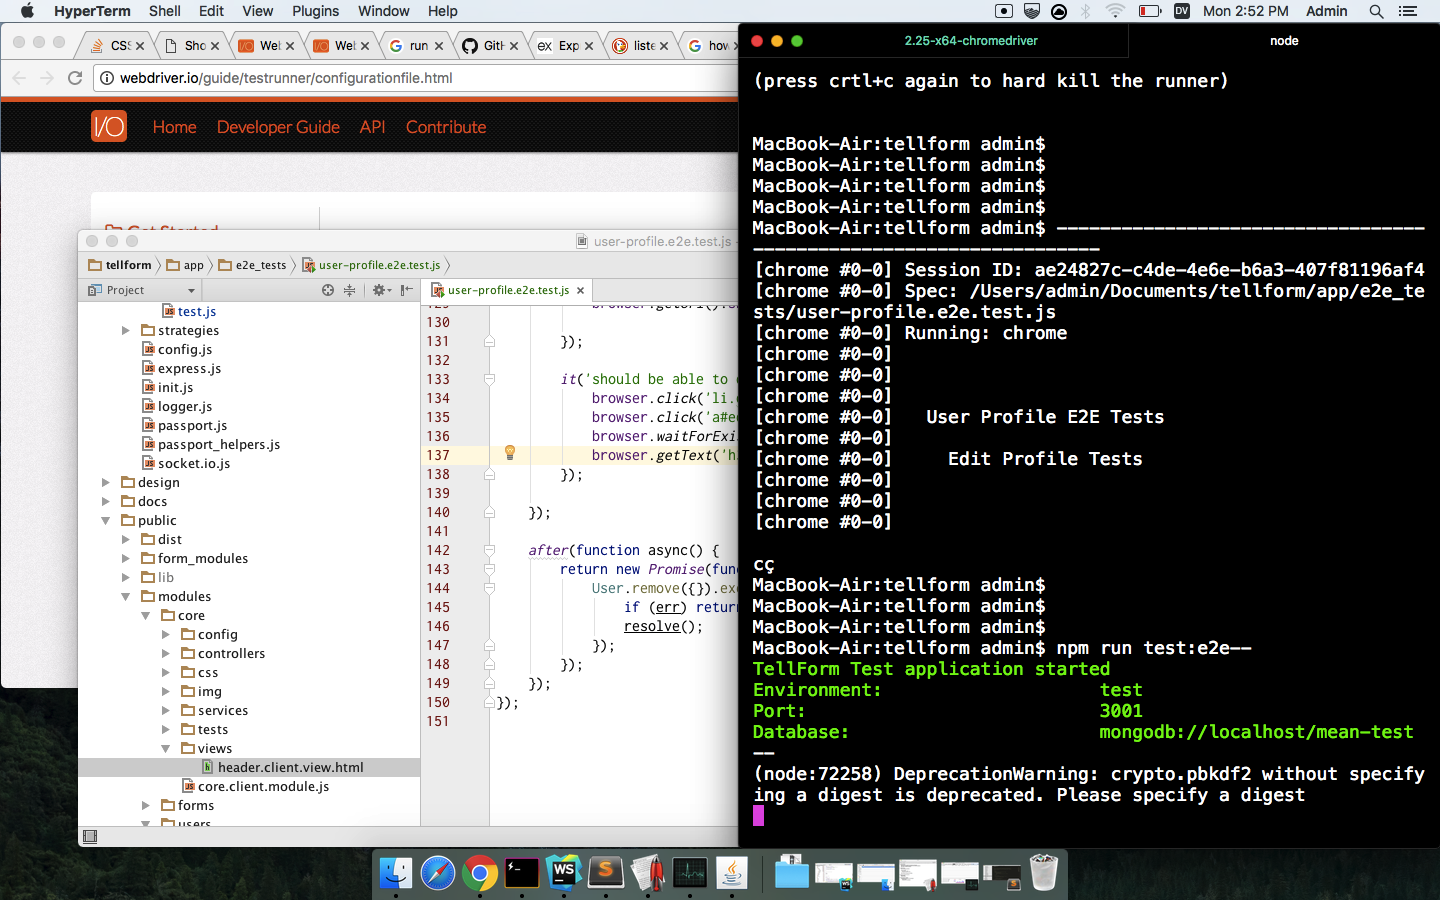 HyperTerm Shell Edit View Plugins Window Help
DV Mon 2:52 PM Admin
CSS Sho Web Web run GitH ex Exp liste how
webdriver.io/guide/testrunner/configurationfile.html
I/O Home Developer Guide API Contribute
Get Started
user-profile.e2e.test.js -
tellform app e2e_tests user-profile.e2e.test.js
Project
user-profile.e2e.test.js
test.js
strategies
config.js
express.js
init.js
logger.js
passport.js
passport_helpers.js
socket.io.js
design
docs
public
dist
form_modules
lib
modules
core
config
controllers
css
img
services
tests
views
header.client.view.html
core.client.module.js
forms
users
130
131 });
132
133 it('should be able to
134 browser.click('li.
135 browser.click('a#e
136 browser.waitForExi
137 browser.getText('h
138 });
139
140 });
141
142 after(function async() {
143 return new Promise(func
144 User.remove({}).exe
145 if (err) return
146 resolve();
147 });
148 });
149 });
150 });
151
2.25-x64-chromedriver node
(press crtl+c again to hard kill the runner)
MacBook-Air:tellform admin$
MacBook-Air:tellform admin$
MacBook-Air:tellform admin$
MacBook-Air:tellform admin$
MacBook-Air:tellform admin$ ----------------------------------
--------------------------------
[chrome #0-0] Session ID: ae24827c-c4de-4e6e-b6a3-407f81196af4
[chrome #0-0] Spec: /Users/admin/Documents/tellform/app/e2e_te
sts/user-profile.e2e.test.js
[chrome #0-0] Running: chrome
[chrome #0-0]
[chrome #0-0]
[chrome #0-0]
[chrome #0-0] User Profile E2E Tests
[chrome #0-0]
[chrome #0-0] Edit Profile Tests
[chrome #0-0]
[chrome #0-0]
[chrome #0-0]
cç
MacBook-Air:tellform admin$
MacBook-Air:tellform admin$
MacBook-Air:tellform admin$
MacBook-Air:tellform admin$ npm run test:e2e--
TellForm Test application started
Environment: test
Port: 3001
Database: mongodb://localhost/mean-test
--
(node:72258) DeprecationWarning: crypto.pbkdf2 without specify
ing a digest is deprecated. Please specify a digest
WS